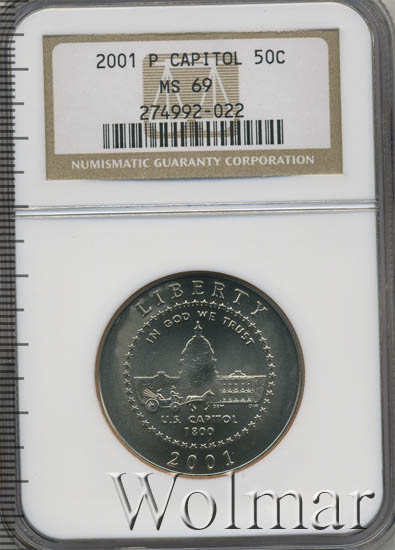 2001 P CAPITOL 50C
MS 69
274992-022
NUMISMATIC GUARANTY CORPORATION
LIBERTY
IN GOD WE TRUST
U.S. CAPITOL
1800
2001
Wolmar